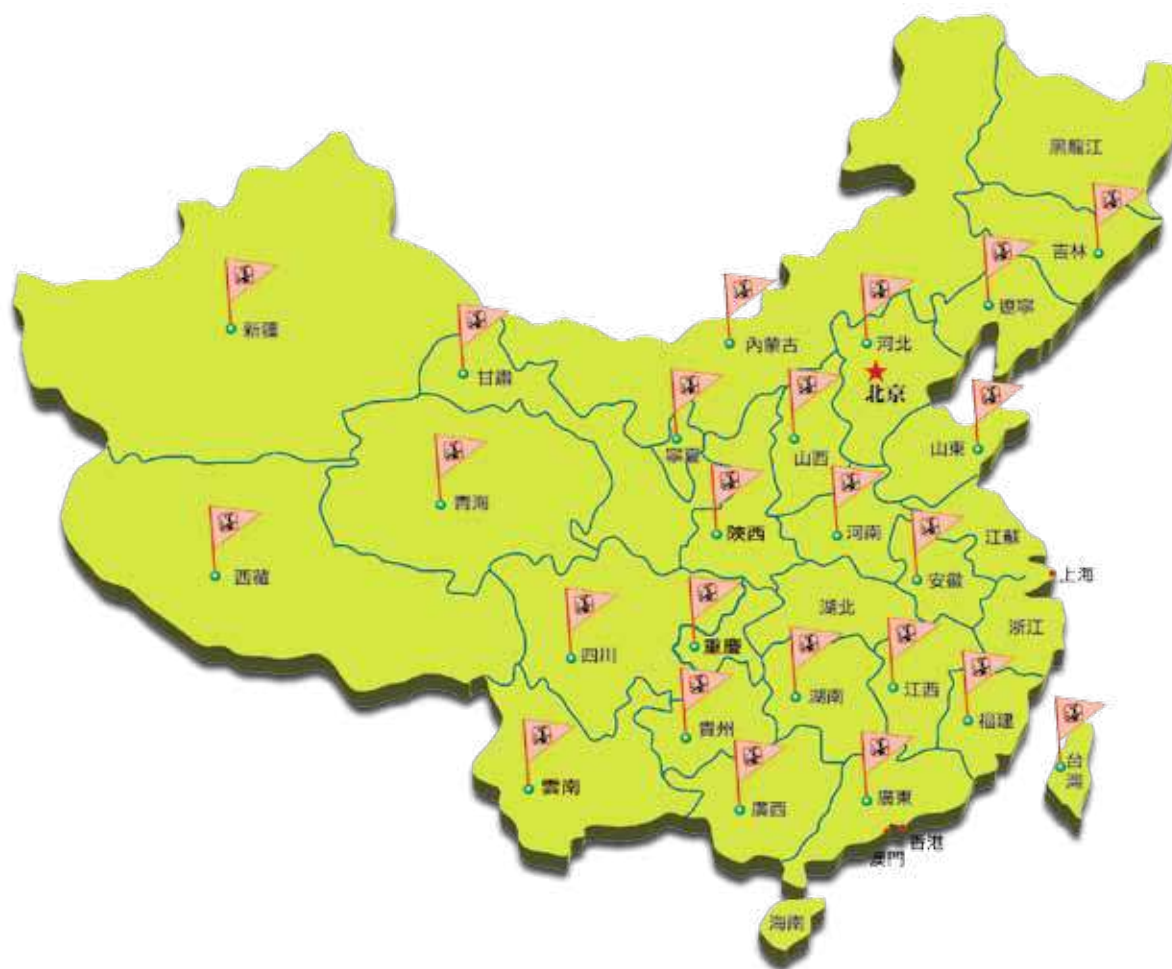 黑龍江
吉林
遼寧
新疆
內蒙古
河北
甘肅
北京
山西
山東
寧夏
青海
陝西
河南
江蘇
西藏
安徽
上海
湖北
浙江
四川
重慶
湖南
江西
福建
貴州
台灣
雲南
廣西
廣東
香港
澳門
海南